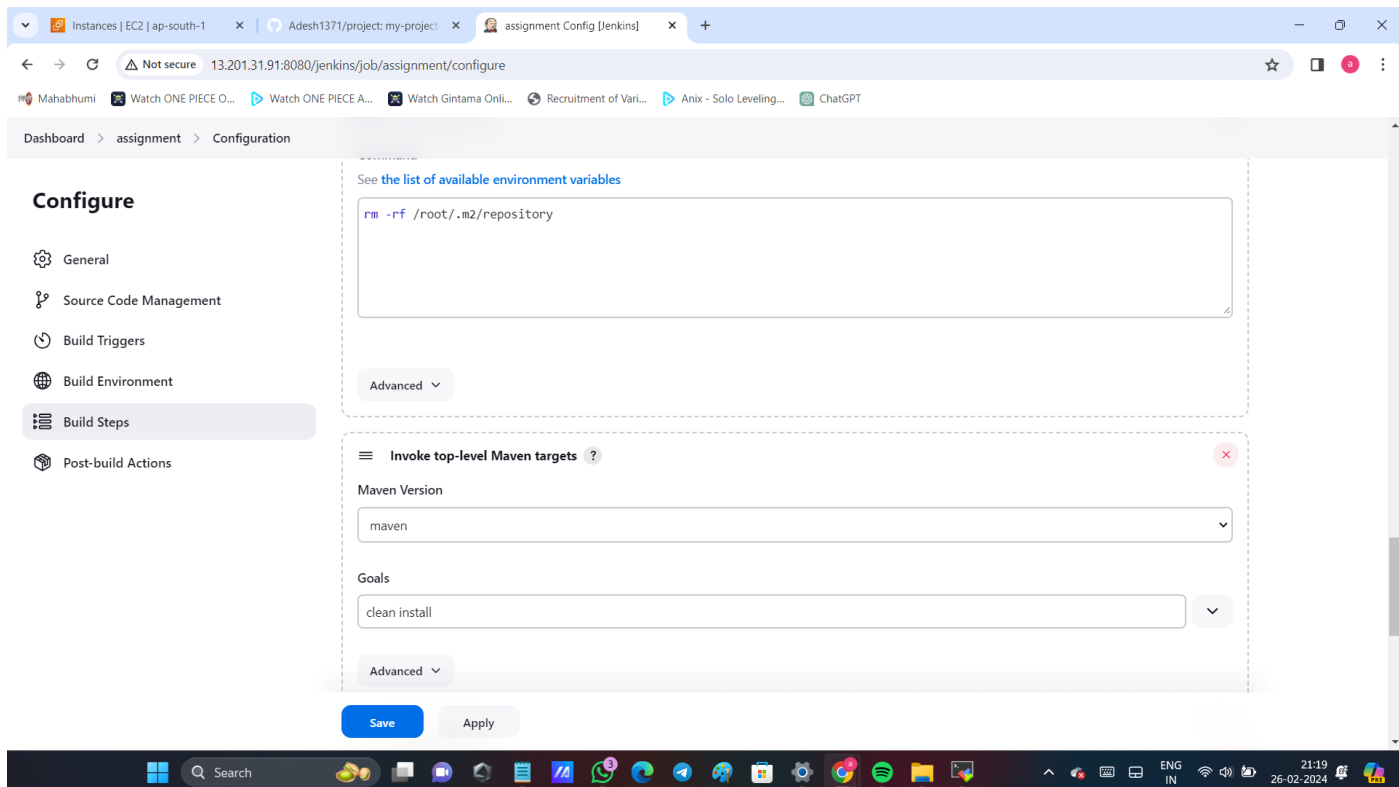 Instances | EC2 | ap-south-1
Adesh1371/project: my-project
assignment Config [Jenkins]
Not secure 13.201.31.91:8080/jenkins/job/assignment/configure
a
Mahabhumi Watch ONE PIECE O... Watch ONE PIECE A... Watch Gintama Onli... Recruitment of Vari... Anix - Solo Leveling... ChatGPT
Dashboard > assignment > Configuration
Configure
General
Source Code Management
Build Triggers
Build Environment
Build Steps
Post-build Actions
Command
See the list of available environment variables
rm -rf /root/.m2/repository
Advanced
Invoke top-level Maven targets ?
Maven Version
maven
Goals
clean install
Advanced
Save Apply
Search
3
ENG
IN
21:19
26-02-2024
PRE